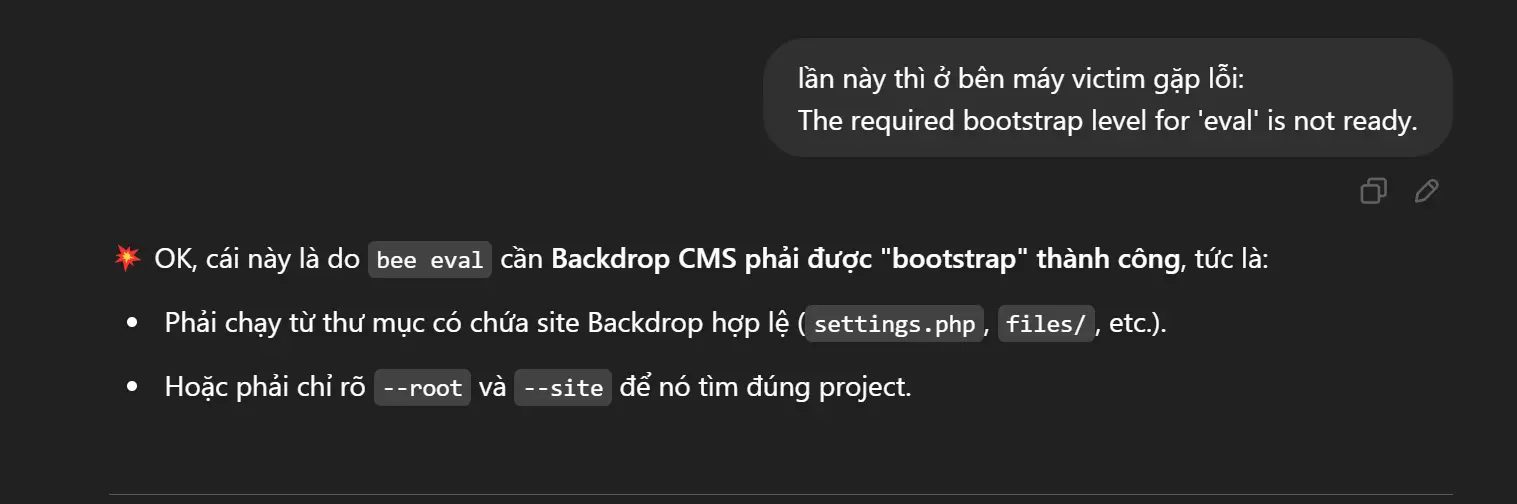 lần này thì ở bên máy victim gặp lỗi:
The required bootstrap level for 'eval' is not ready.
💥 OK, cái này là do bee eval cần Backdrop CMS phải được "bootstrap" thành công, tức là:
• Phải chạy từ thư mục có chứa site Backdrop hợp lệ (settings.php, files/, etc.).
• Hoặc phải chỉ rõ --root và --site để nó tìm đúng project.